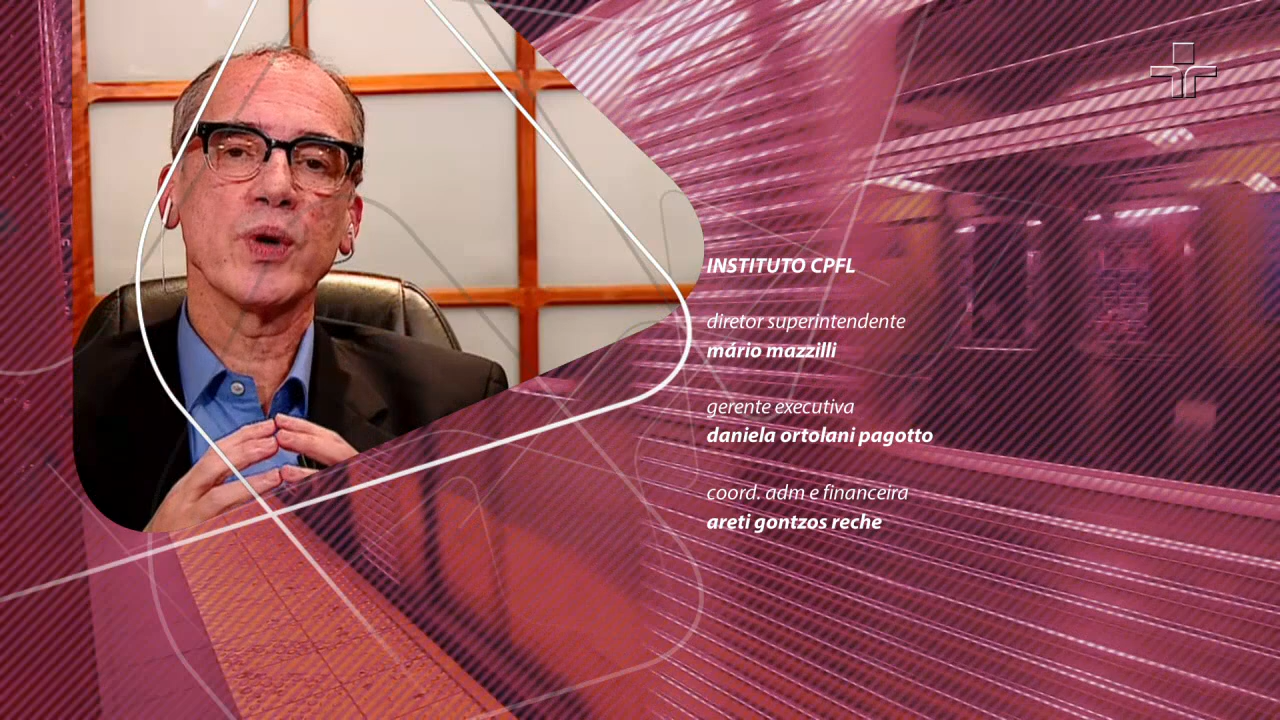 INSTITUTO CPFL
diretor superintendente
mário mazzilli
gerente executiva
daniela ortolani pagotto
coord. adm e financeira
areti gontzos reche